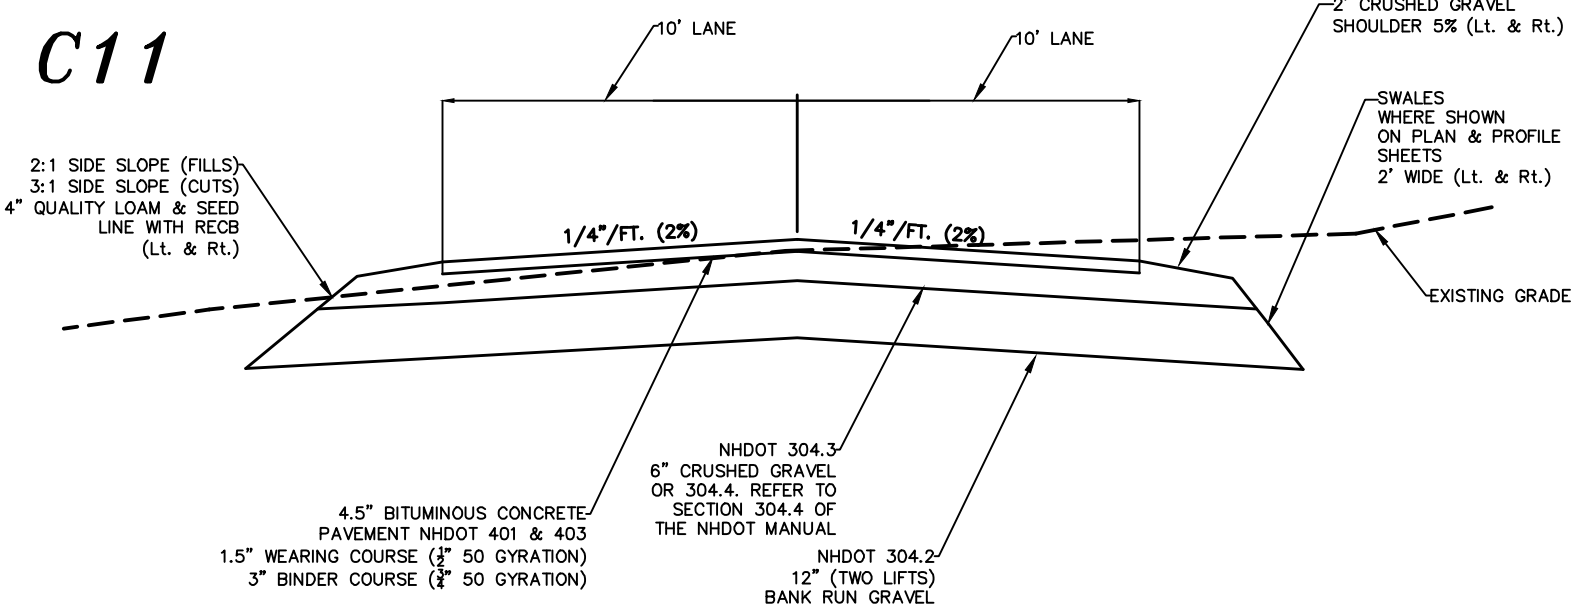 C11
10' LANE
10' LANE
2' CRUSHED GRAVEL
SHOULDER 5% (Lt. & Rt.)
SWALES
WHERE SHOWN
ON PLAN & PROFILE
SHEETS
2' WIDE (Lt. & Rt.)
2:1 SIDE SLOPE (FILLS)
3:1 SIDE SLOPE (CUTS)
4" QUALITY LOAM & SEED
LINE WITH RECB
(Lt. & Rt.)
1/4"/FT. (2%)
1/4"/FT. (2%)
EXISTING GRADE
NHDOT 304.3
6" CRUSHED GRAVEL
OR 304.4. REFER TO
SECTION 304.4 OF
THE NHDOT MANUAL
4.5" BITUMINOUS CONCRETE
PAVEMENT NHDOT 401 & 403
1.5" WEARING COURSE (½" 50 GYRATION)
3" BINDER COURSE (¾" 50 GYRATION)
NHDOT 304.2
12" (TWO LIFTS)
BANK RUN GRAVEL